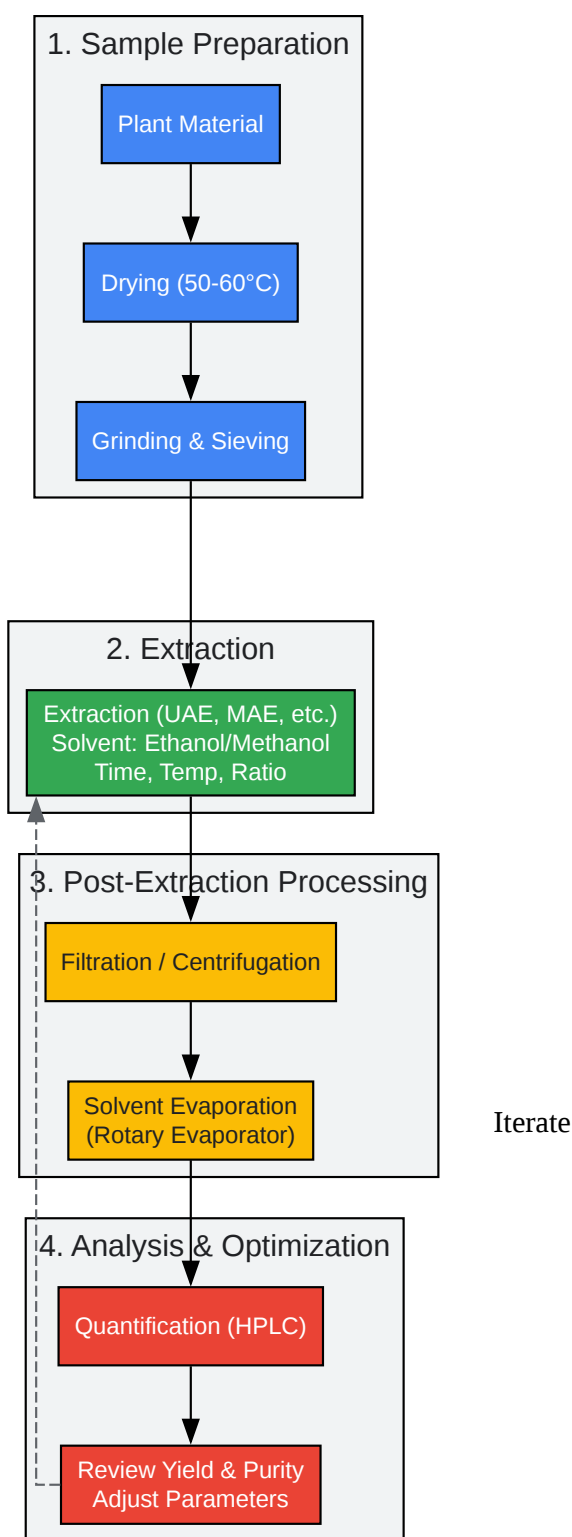 1. Sample Preparation
Plant Material
Drying (50-60°C)
Grinding & Sieving
2. Extraction
Extraction (UAE, MAE, etc.)
Solvent: Ethanol/Methanol
Time, Temp, Ratio
3. Post-Extraction Processing
Filtration / Centrifugation
Solvent Evaporation
(Rotary Evaporator)
Iterate
4. Analysis & Optimization
Quantification (HPLC)
Review Yield & Purity
Adjust Parameters